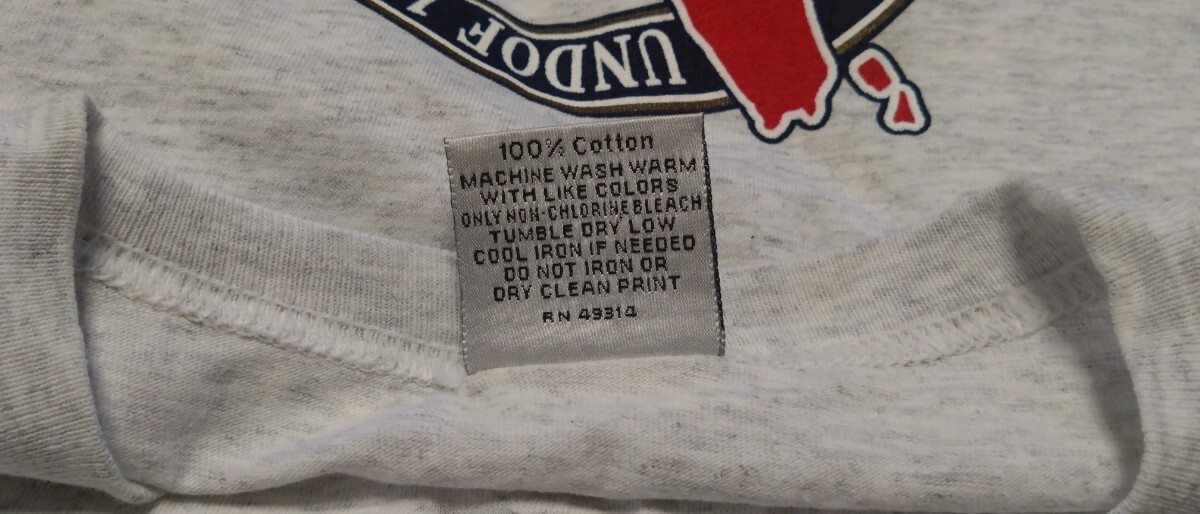 UNDOF
100% Cotton
MACHINE WASH WARM
WITH LIKE COLORS
ONLY NON-CHLORINE BLEACH
TUMBLE DRY LOW
COOL IRON IF NEEDED
DO NOT IRON OR
DRY CLEAN PRINT
RN 49314